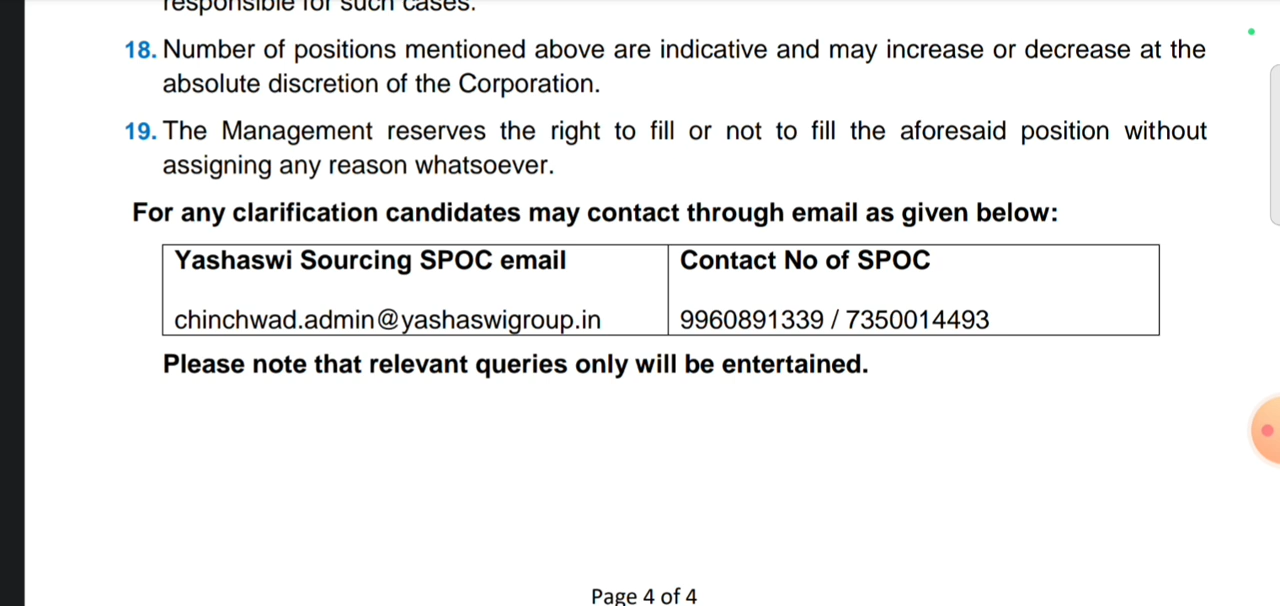 responsible for such cases.
18. Number of positions mentioned above are indicative and may increase or decrease at the
absolute discretion of the Corporation.
19. The Management reserves the right to fill or not to fill the aforesaid position without
assigning any reason whatsoever.
For any clarification candidates may contact through email as given below:
Yashaswi Sourcing SPOC email
Contact No of SPOC
chinchwad.admin@yashaswigroup.in
9960891339 / 7350014493
Please note that relevant queries only will be entertained.
Page 4 of 4